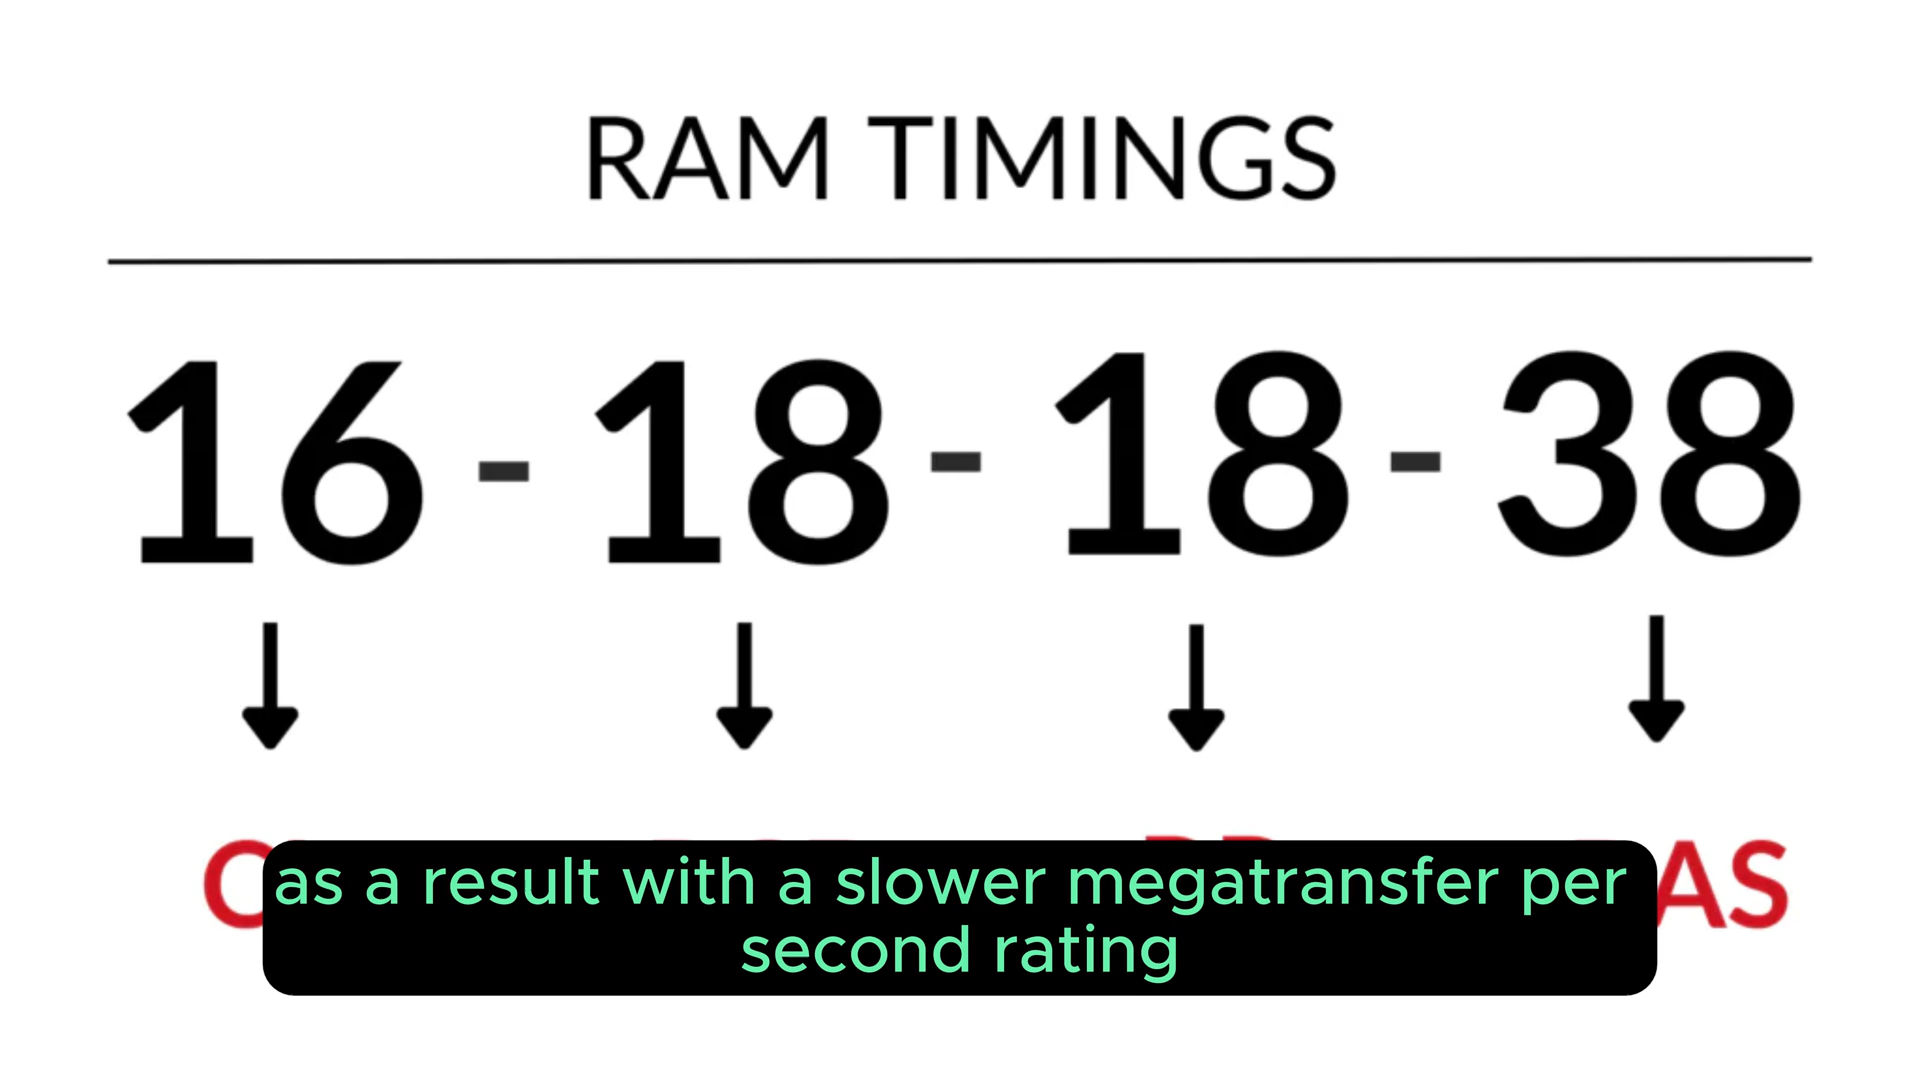 RAM TIMINGS
16 - 18 - 18 - 38
as a result with a slower megatransfer per
second rating